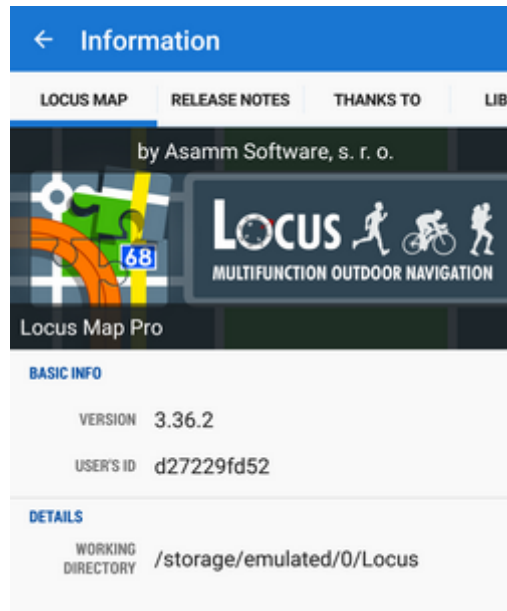 ← Information
LOCUS MAP RELEASE NOTES THANKS TO LIB
by Asamm Software, s. r. o.
68
LOCUS
MULTIFUNCTION OUTDOOR NAVIGATION
Locus Map Pro
BASIC INFO
VERSION 3.36.2
USER'S ID d27229fd52
DETAILS
WORKING
DIRECTORY /storage/emulated/0/Locus